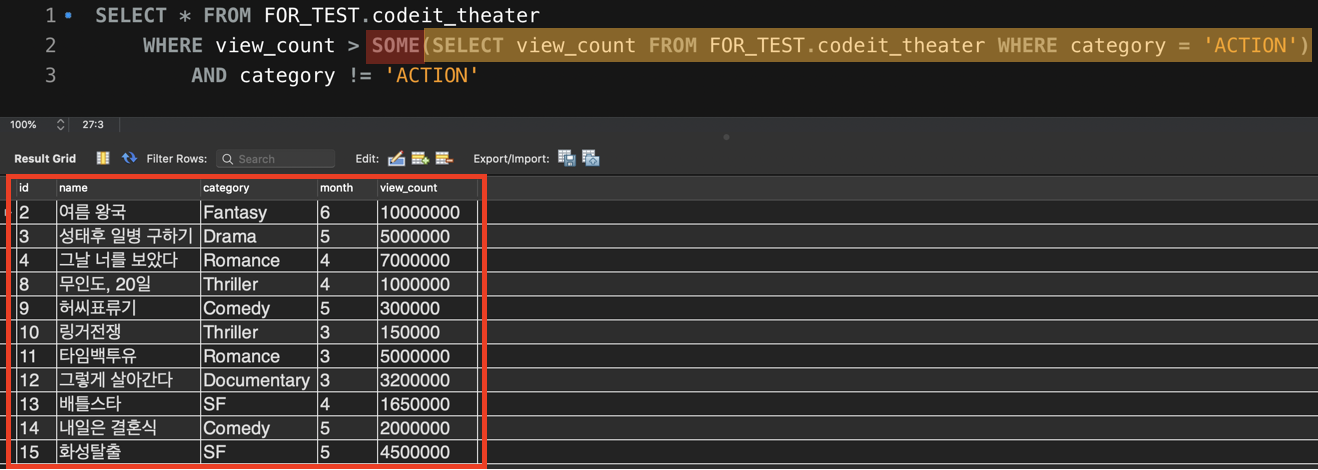 1 SELECT * FROM FOR_TEST.codeit_theater
2 WHERE view_count > SOME(SELECT view_count FROM FOR_TEST.codeit_theater WHERE category = 'ACTION')
3 AND category != 'ACTION'
100% 27:3
Result Grid Filter Rows: Search Edit: Export/Import:
id name category month view_count
2 여름 왕국 Fantasy 6 10000000
3 성태후 일병 구하기 Drama 5 5000000
4 그날 너를 보았다 Romance 4 7000000
8 무인도, 20일 Thriller 4 1000000
9 허씨표류기 Comedy 5 300000
10 링거전쟁 Thriller 3 150000
11 타임백투유 Romance 3 5000000
12 그렇게 살아간다 Documentary 3 3200000
13 배틀스타 SF 4 1650000
14 내일은 결혼식 Comedy 5 2000000
15 화성탈출 SF 5 4500000